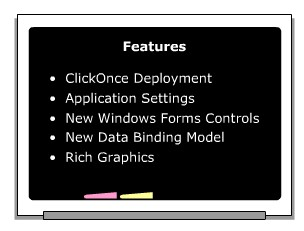 Features
• ClickOnce Deployment
• Application Settings
• New Windows Forms Controls
• New Data Binding Model
• Rich Graphics